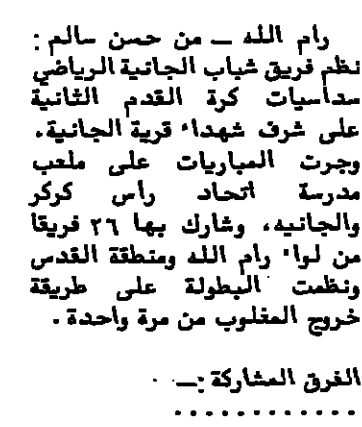 رام الله ــ من حسن سالم :
نظم فريق شباب الجانية الرياضي
سداسيات كرة القدم الثانية
على شرف شهداء قرية الجانية.
وجرت المباريات على ملعب
مدرسة اتحاد راس كركر
والجانيه، وشارك بها ٢٦ فريقا
من لواء رام الله ومنطقة القدس
ونظمت البطولة على طريقة
خروج المغلوب من مرة واحدة .
الفرق المشاركة :ــ
. . . . . . . . . . . .